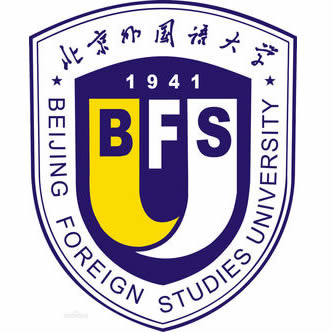 北京外国语大学
1941
BFS
BEIJING FOREIGN STUDIES UNIVERSITY